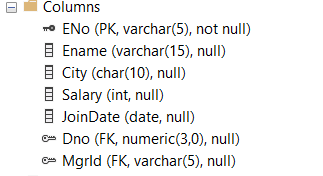 Columns
ENo (PK, varchar(5), not null)
Ename (varchar(15), null)
City (char(10), null)
Salary (int, null)
JoinDate (date, null)
Dno (FK, numeric(3,0), null)
MgrId (FK, varchar(5), null)